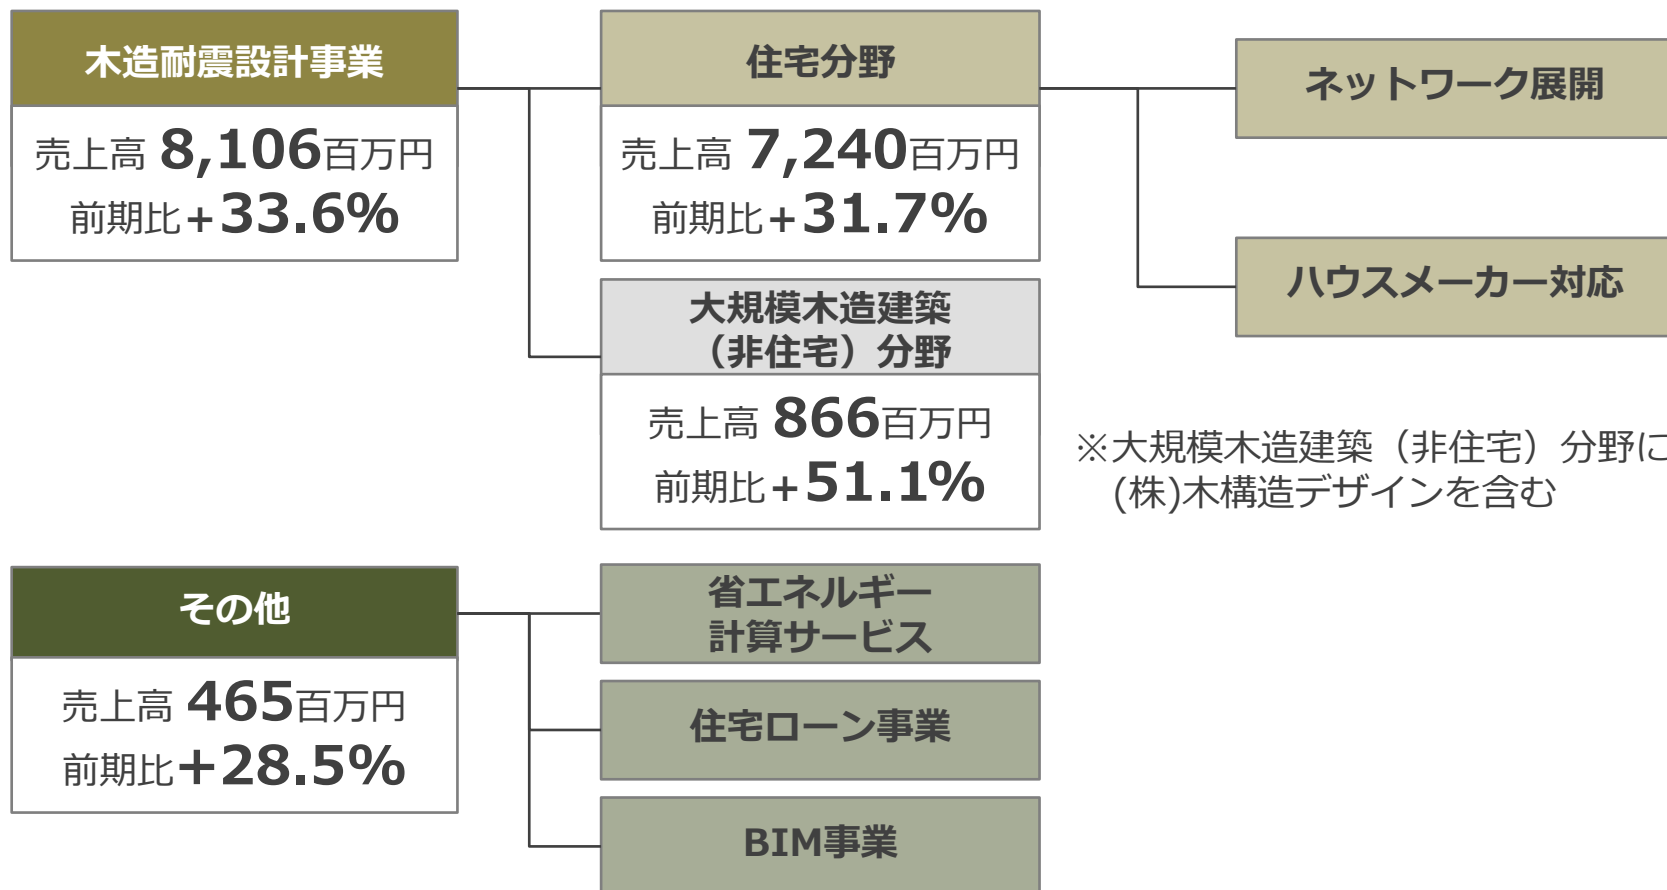 木造耐震設計事業
売上高 8,106百万円
前期比+33.6%
住宅分野
売上高 7,240百万円
前期比+31.7%
ネットワーク展開
ハウスメーカー対応
大規模木造建築
（非住宅）分野
売上高 866百万円
前期比+51.1%
※大規模木造建築（非住宅）分野に
(株)木構造デザインを含む
その他
売上高 465百万円
前期比+28.5%
省エネルギー
計算サービス
住宅ローン事業
BIM事業